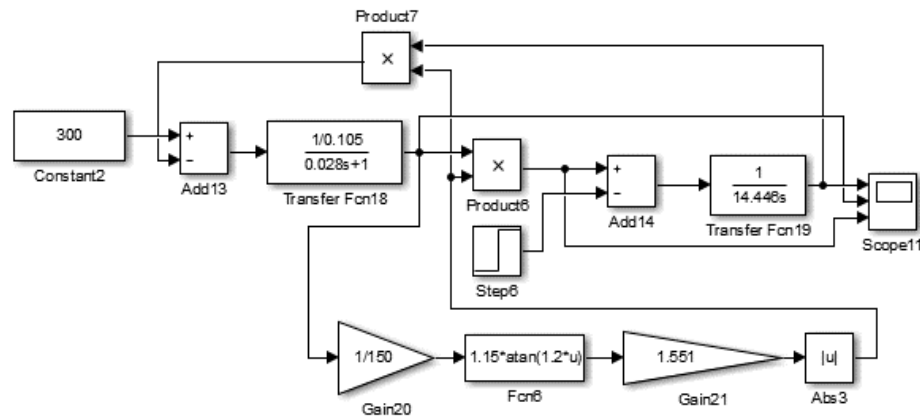 Product7
×
300
Constant2
+
−
Add13
1/0.105
0.028s+1
Transfer Fcn18
×
Product6
+
−
Add14
1
14.446s
Transfer Fcn19
Scope11
Step6
1/150
Gain20
1.15*atan(1.2*u)
Fcn6
1.551
Gain21
|u|
Abs3